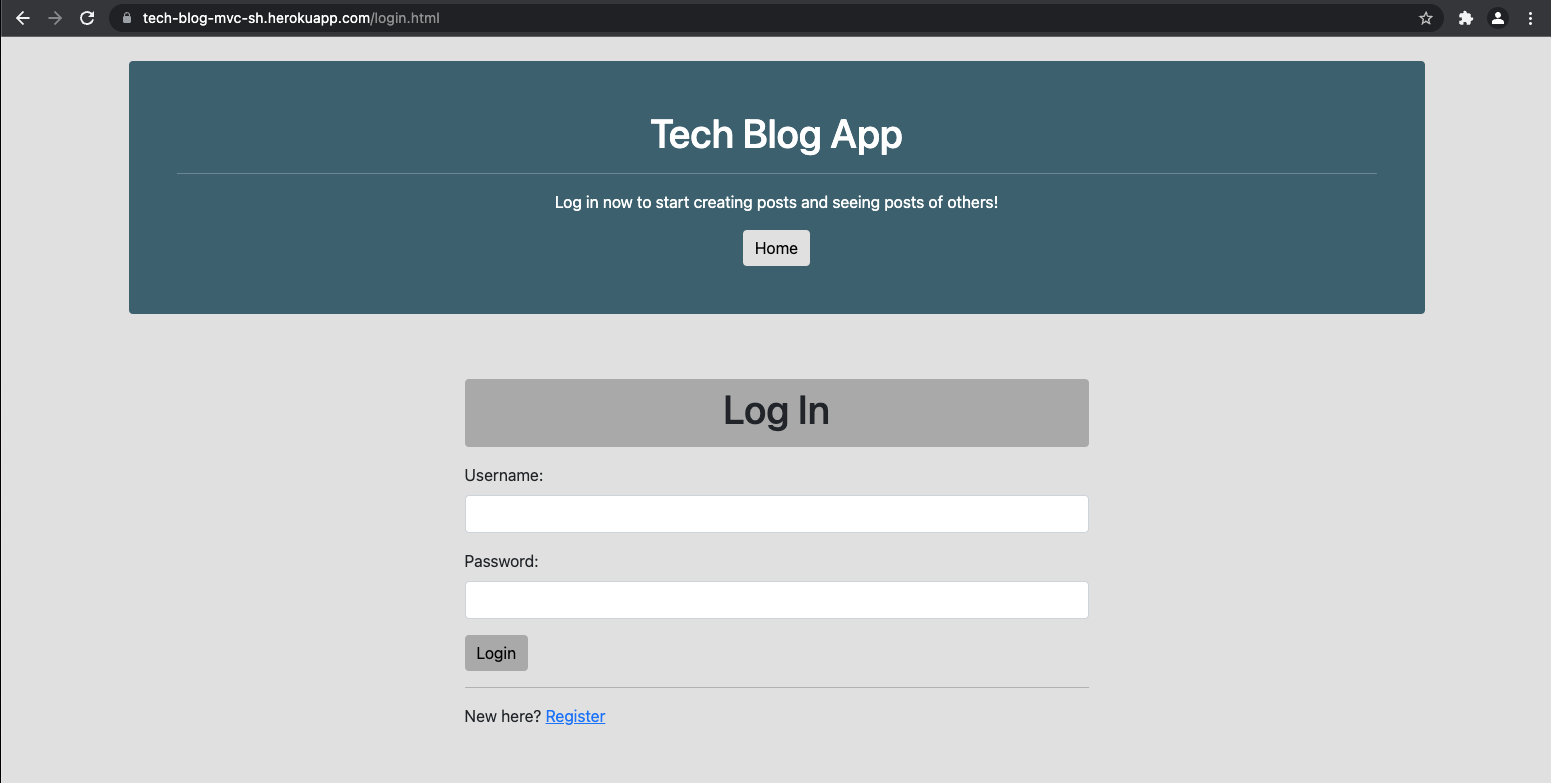 tech-blog-mvc-sh.herokuapp.com/login.html
Tech Blog App
Log in now to start creating posts and seeing posts of others!
Home
Log In
Username:
Password:
Login
New here? Register